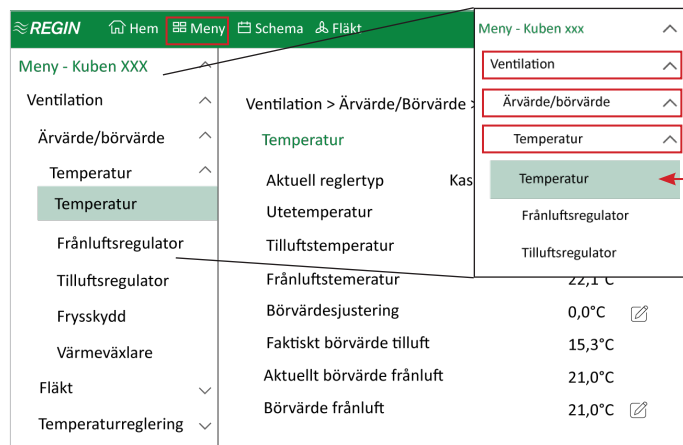 REGIN Hem Meny Schema Fläkt
Meny - Kuben XXX
Ventilation
Ärvärde/börvärde
Temperatur
Temperatur
Frånluftsregulator
Tilluftsregulator
Frysskydd
Värmeväxlare
Fläkt
Temperaturreglering
Ventilation > Ärvärde/Börvärde >
Temperatur
Aktuell reglertyp Kas
Utetemperatur
Tilluftstemperatur
Frånluftstemeratur 22,1°C
Börvärdesjustering 0,0°C
Faktiskt börvärde tilluft 15,3°C
Aktuellt börvärde frånluft 21,0°C
Börvärde frånluft 21,0°C
Meny - Kuben xxx
Ventilation
Ärvärde/börvärde
Temperatur
Temperatur
Frånluftsregulator
Tilluftsregulator